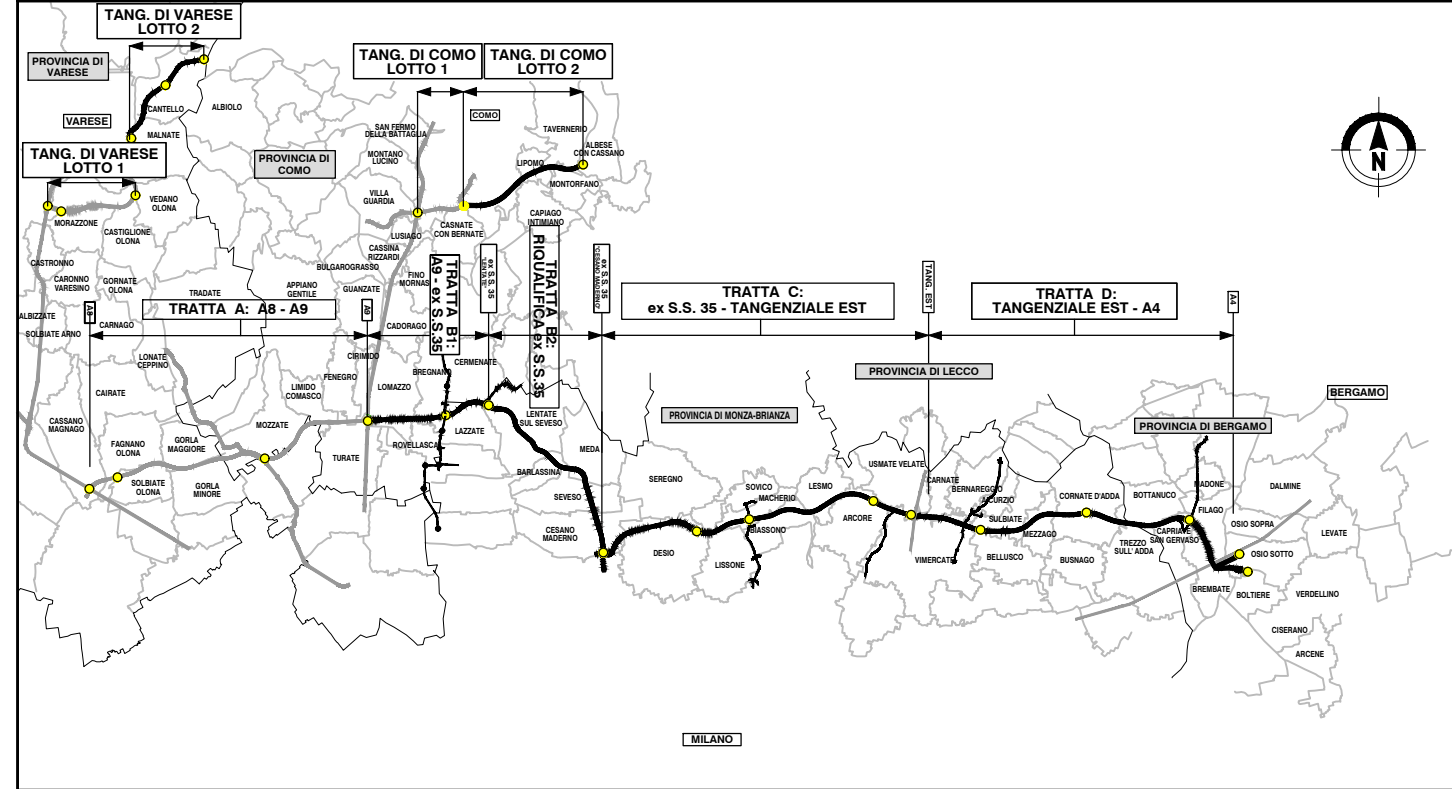 TANG. DI VARESE
LOTTO 2
PROVINCIA DI
VARESE
TANG. DI COMO
LOTTO 1
TANG. DI COMO
LOTTO 2
CANTELLO
ALBIOLO
VARESE
MALNATE
COMO
SAN FERMO
DELLA BATTAGLIA
TAVERNERIO
ALBESE
CON CASSANO
TANG. DI VARESE
LOTTO 1
PROVINCIA DI
COMO
MONTANO
LUCINO
LIPOMO
MONTORFANO
N
VILLA
GUARDIA
VEDANO
OLONA
MORAZZONE
CASTIGLIONE
OLONA
LUSIAGO
CASNATE
CON BERNATE
CAPIAGO
INTIMIANO
CASSINA
RIZZARDI
CASTRONNO
BULGAROGRASSO
CARONNO
VARESINO
GORNATE
OLONA
TRADATE
APPIANO
GENTILE
GUANZATE
FINO
MORNAS
TRATTA B1:
A9 - ex S.S.35
ex S.S. 35
"LENTATE"
TRATTA B2:
RIQUALIFICA ex S.S.35
ex S.S. 35
"CESANO MADERNO"
TRATTA C:
ex S.S. 35 - TANGENZIALE EST
TANG. EST
TRATTA D:
TANGENZIALE EST - A4
A4
ALBIZZATE
A8
TRATTA A: A8 - A9
A9
CARNAGO
SOLBIATE ARNO
CADORAGO
LONATE
CEPPINO
CIRIMIDO
CERMENATE
BREGNANO
FENEGRO
LOMAZZO
LIMIDO
COMASCO
CAIRATE
PROVINCIA DI LECCO
BERGAMO
PROVINCIA DI MONZA-BRIANZA
PROVINCIA DI BERGAMO
CASSANO
MAGNAGO
MOZZATE
LENTATE
SUL SEVESO
LAZZATE
FAGNANO
OLONA
GORLA
MAGGIORE
ROVELLASCA
TURATE
MEDA
SOLBIATE
OLONA
GORLA
MINORE
BARLASSINA
SEREGNO
SOVICO
MACHERIO
LESMO
USMATE VELATE
CARNATE
BERNAREGGIO
CORNATE D'ADDA
BOTTANUCO
MADONE
DALMINE
SEVESO
CESANO
MADERNO
BIASSONO
ARCORE
SULBIATE
MEZZAGO
FILAGO
CAPRIATE
SAN GERVASO
OSIO SOPRA
LEVATE
DESIO
LISSONE
VIMERCATE
BELLUSCO
BUSNAGO
TREZZO
SULL' ADDA
OSIO SOTTO
BREMBATE
BOLTIERE
VERDELLINO
CISERANO
ARCENE
MILANO